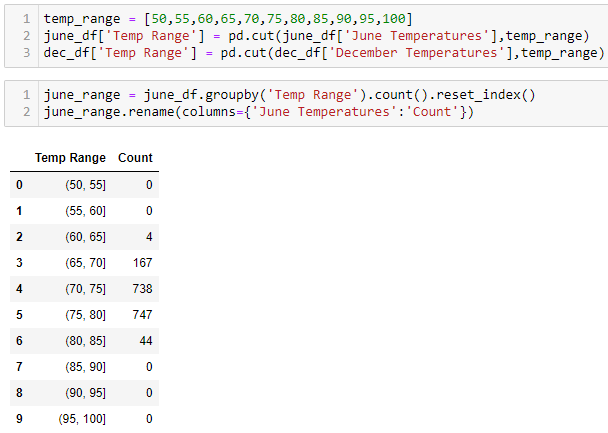 1 temp_range = [50,55,60,65,70,75,80,85,90,95,100]
2 june_df['Temp Range'] = pd.cut(june_df['June Temperatures'],temp_range)
3 dec_df['Temp Range'] = pd.cut(dec_df['December Temperatures'],temp_range)
1 june_range = june_df.groupby('Temp Range').count().reset_index()
2 june_range.rename(columns={'June Temperatures':'Count'})
Temp Range Count
0 (50, 55] 0
1 (55, 60] 0
2 (60, 65] 4
3 (65, 70] 167
4 (70, 75] 738
5 (75, 80] 747
6 (80, 85] 44
7 (85, 90] 0
8 (90, 95] 0
9 (95, 100] 0